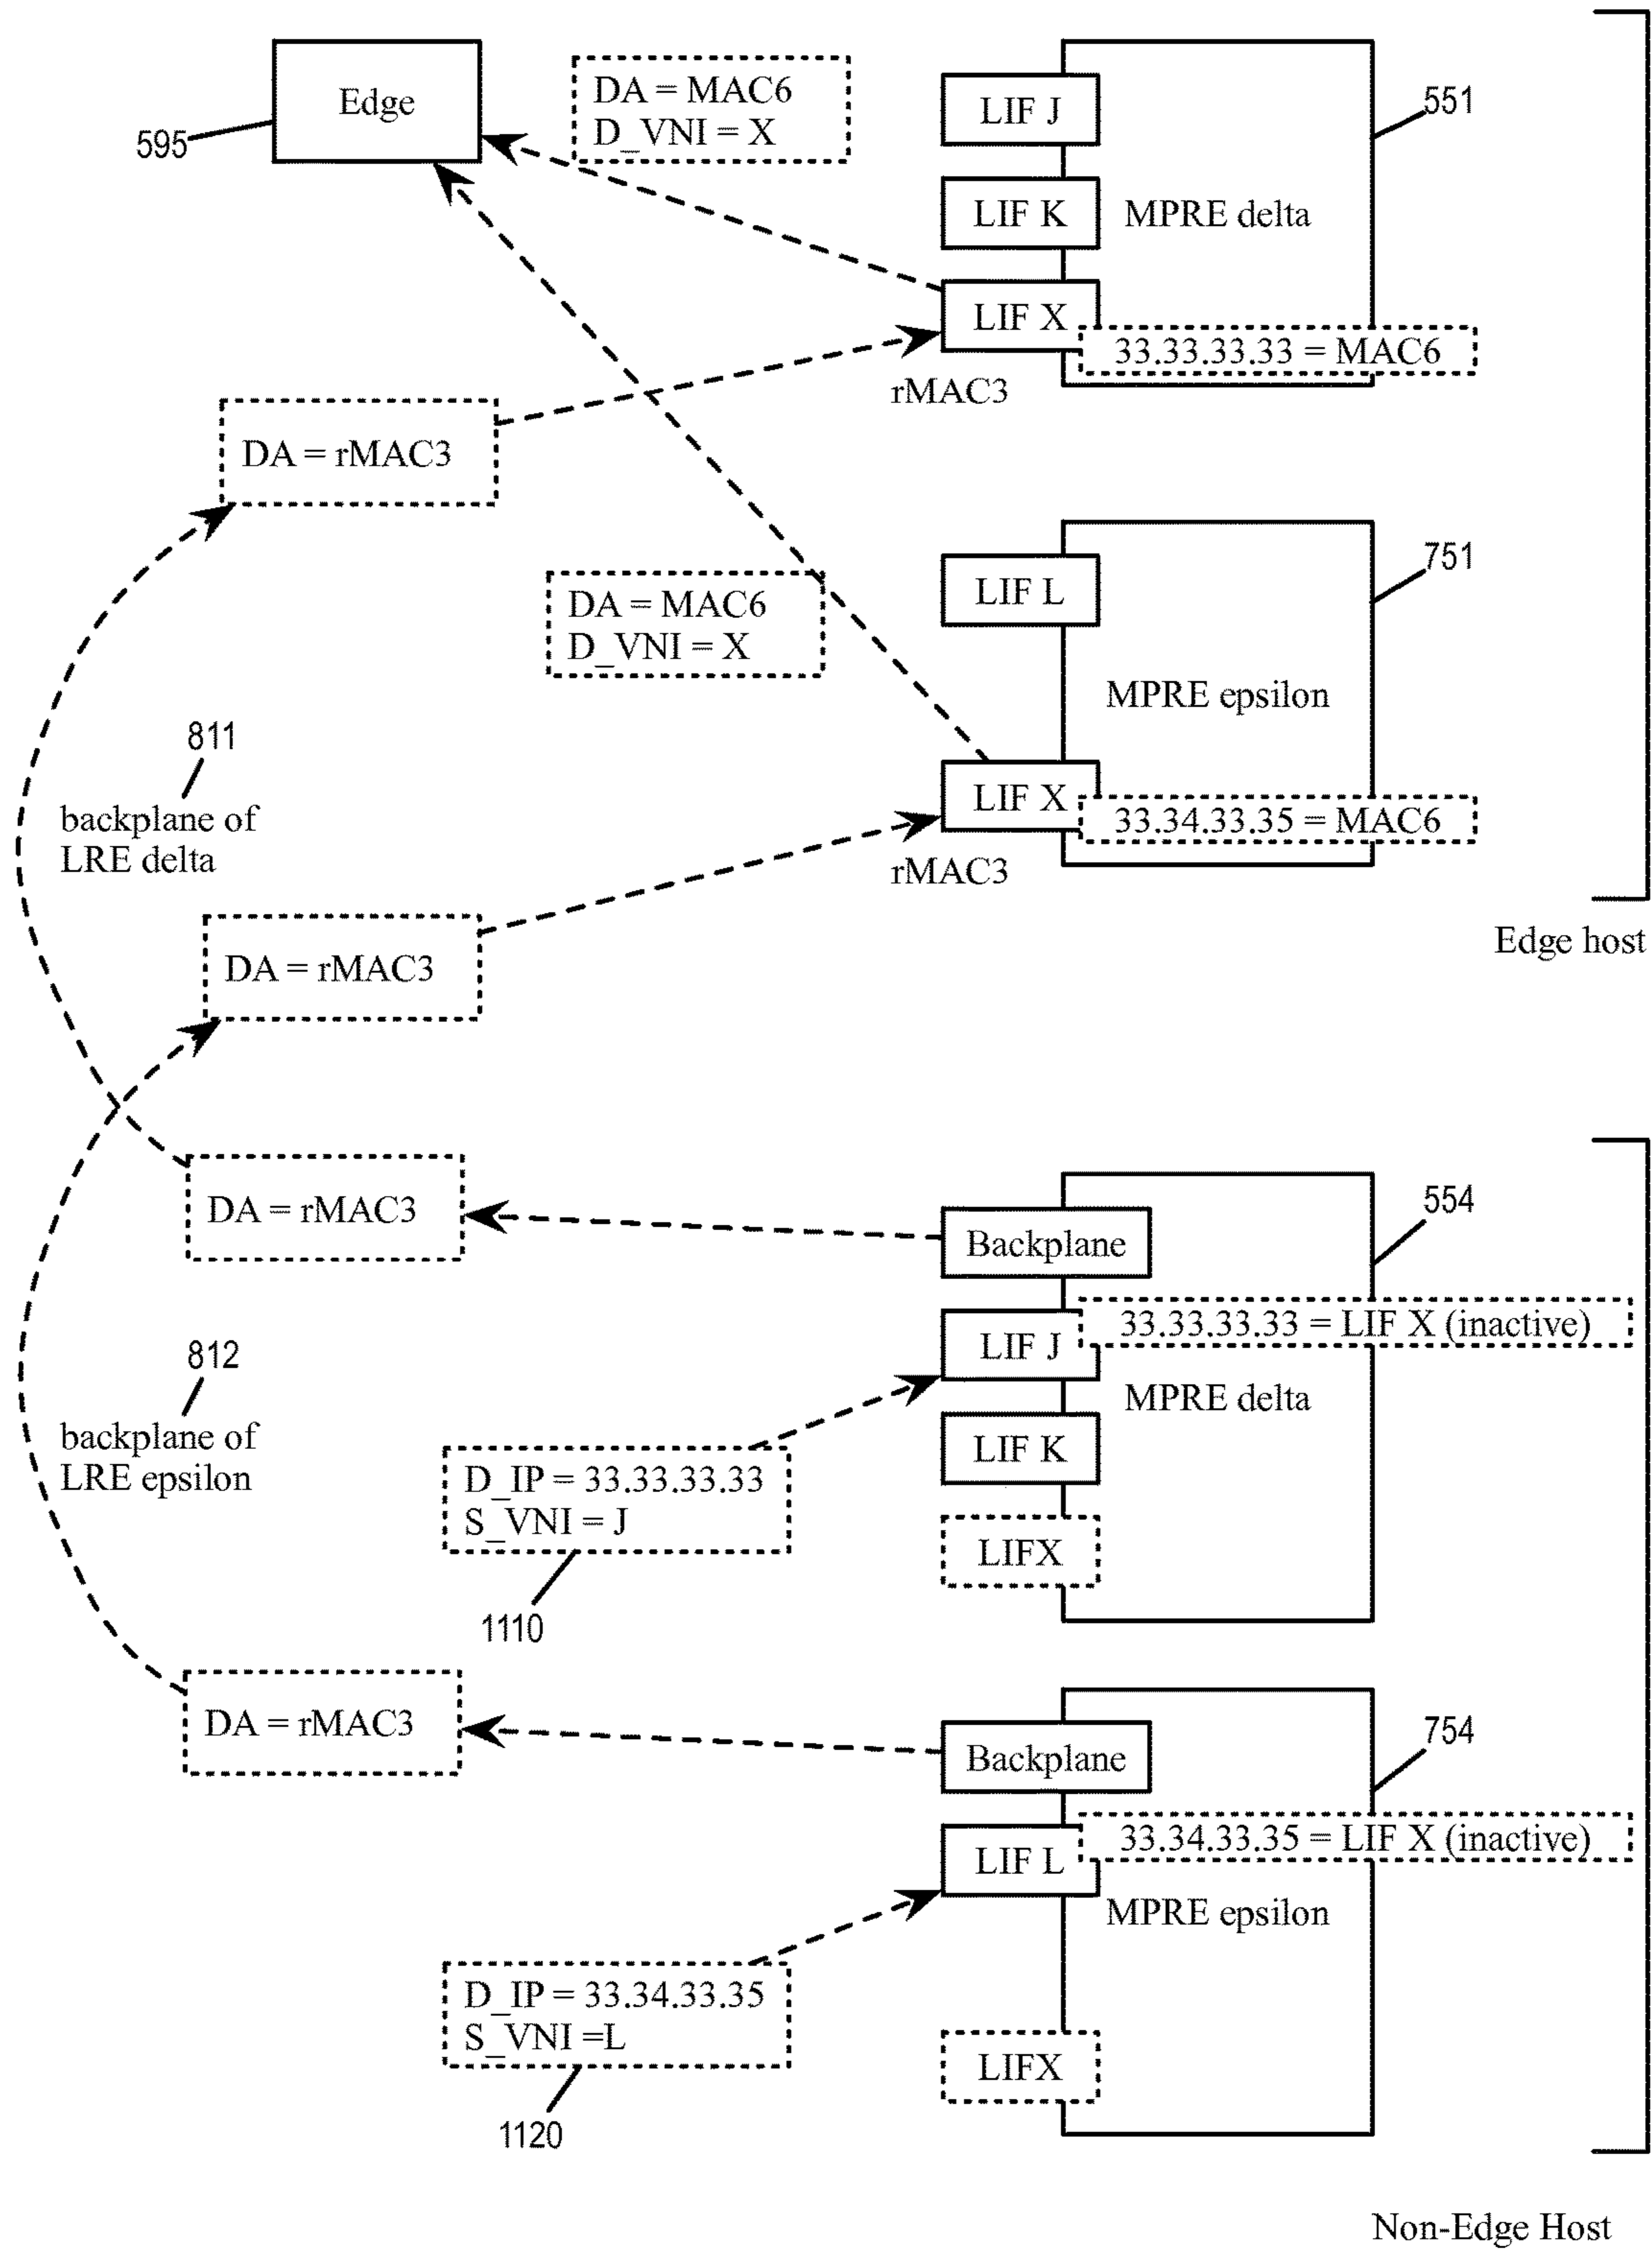 Edge
595
DA = MAC6
D_VNI = X
LIF J
LIF K
LIF X
MPRE delta
551
33.33.33.33 = MAC6
rMAC3
DA = rMAC3
DA = MAC6
D_VNI = X
LIF L
MPRE epsilon
751
LIF X
33.34.33.35 = MAC6
rMAC3
811
backplane of
LRE delta
DA = rMAC3
Edge host
DA = rMAC3
Backplane
554
33.33.33.33 = LIF X (inactive)
LIF J
MPRE delta
LIF K
LIFX
812
backplane of
LRE epsilon
D_IP = 33.33.33.33
S_VNI = J
1110
DA = rMAC3
Backplane
754
33.34.33.35 = LIF X (inactive)
LIF L
MPRE epsilon
D_IP = 33.34.33.35
S_VNI =L
LIFX
1120
Non-Edge Host